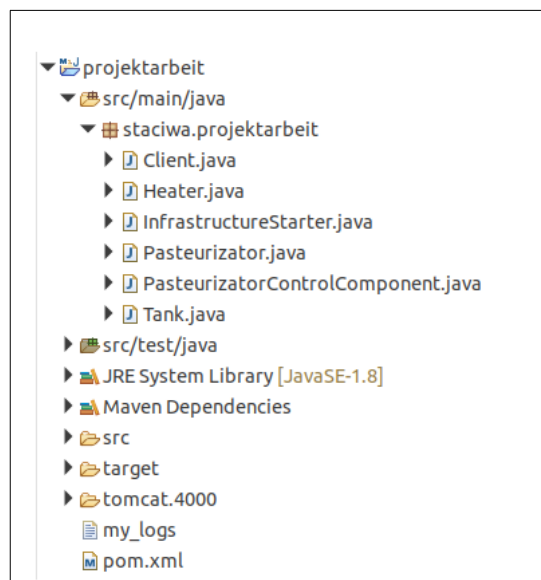 projektarbeit
src/main/java
staciwa.projektarbeit
Client.java
Heater.java
InfrastructureStarter.java
Pasteurizator.java
PasteurizatorControlComponent.java
Tank.java
src/test/java
JRE System Library [JavaSE-1.8]
Maven Dependencies
src
target
tomcat.4000
my_logs
pom.xml